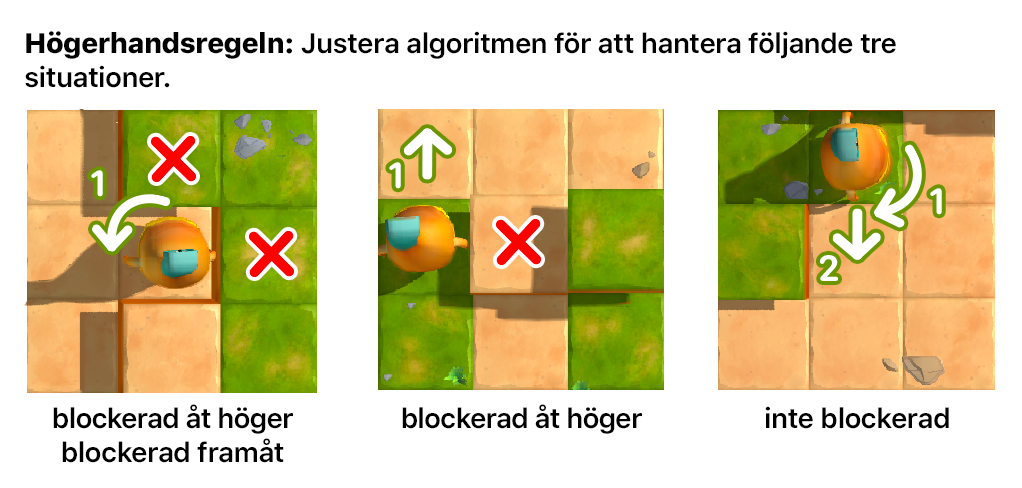 Högerhandsregeln: Justera algoritmen för att hantera följande tre
situationer.
1
1
1
2
blockerad åt höger
blockerad framåt
blockerad åt höger
inte blockerad